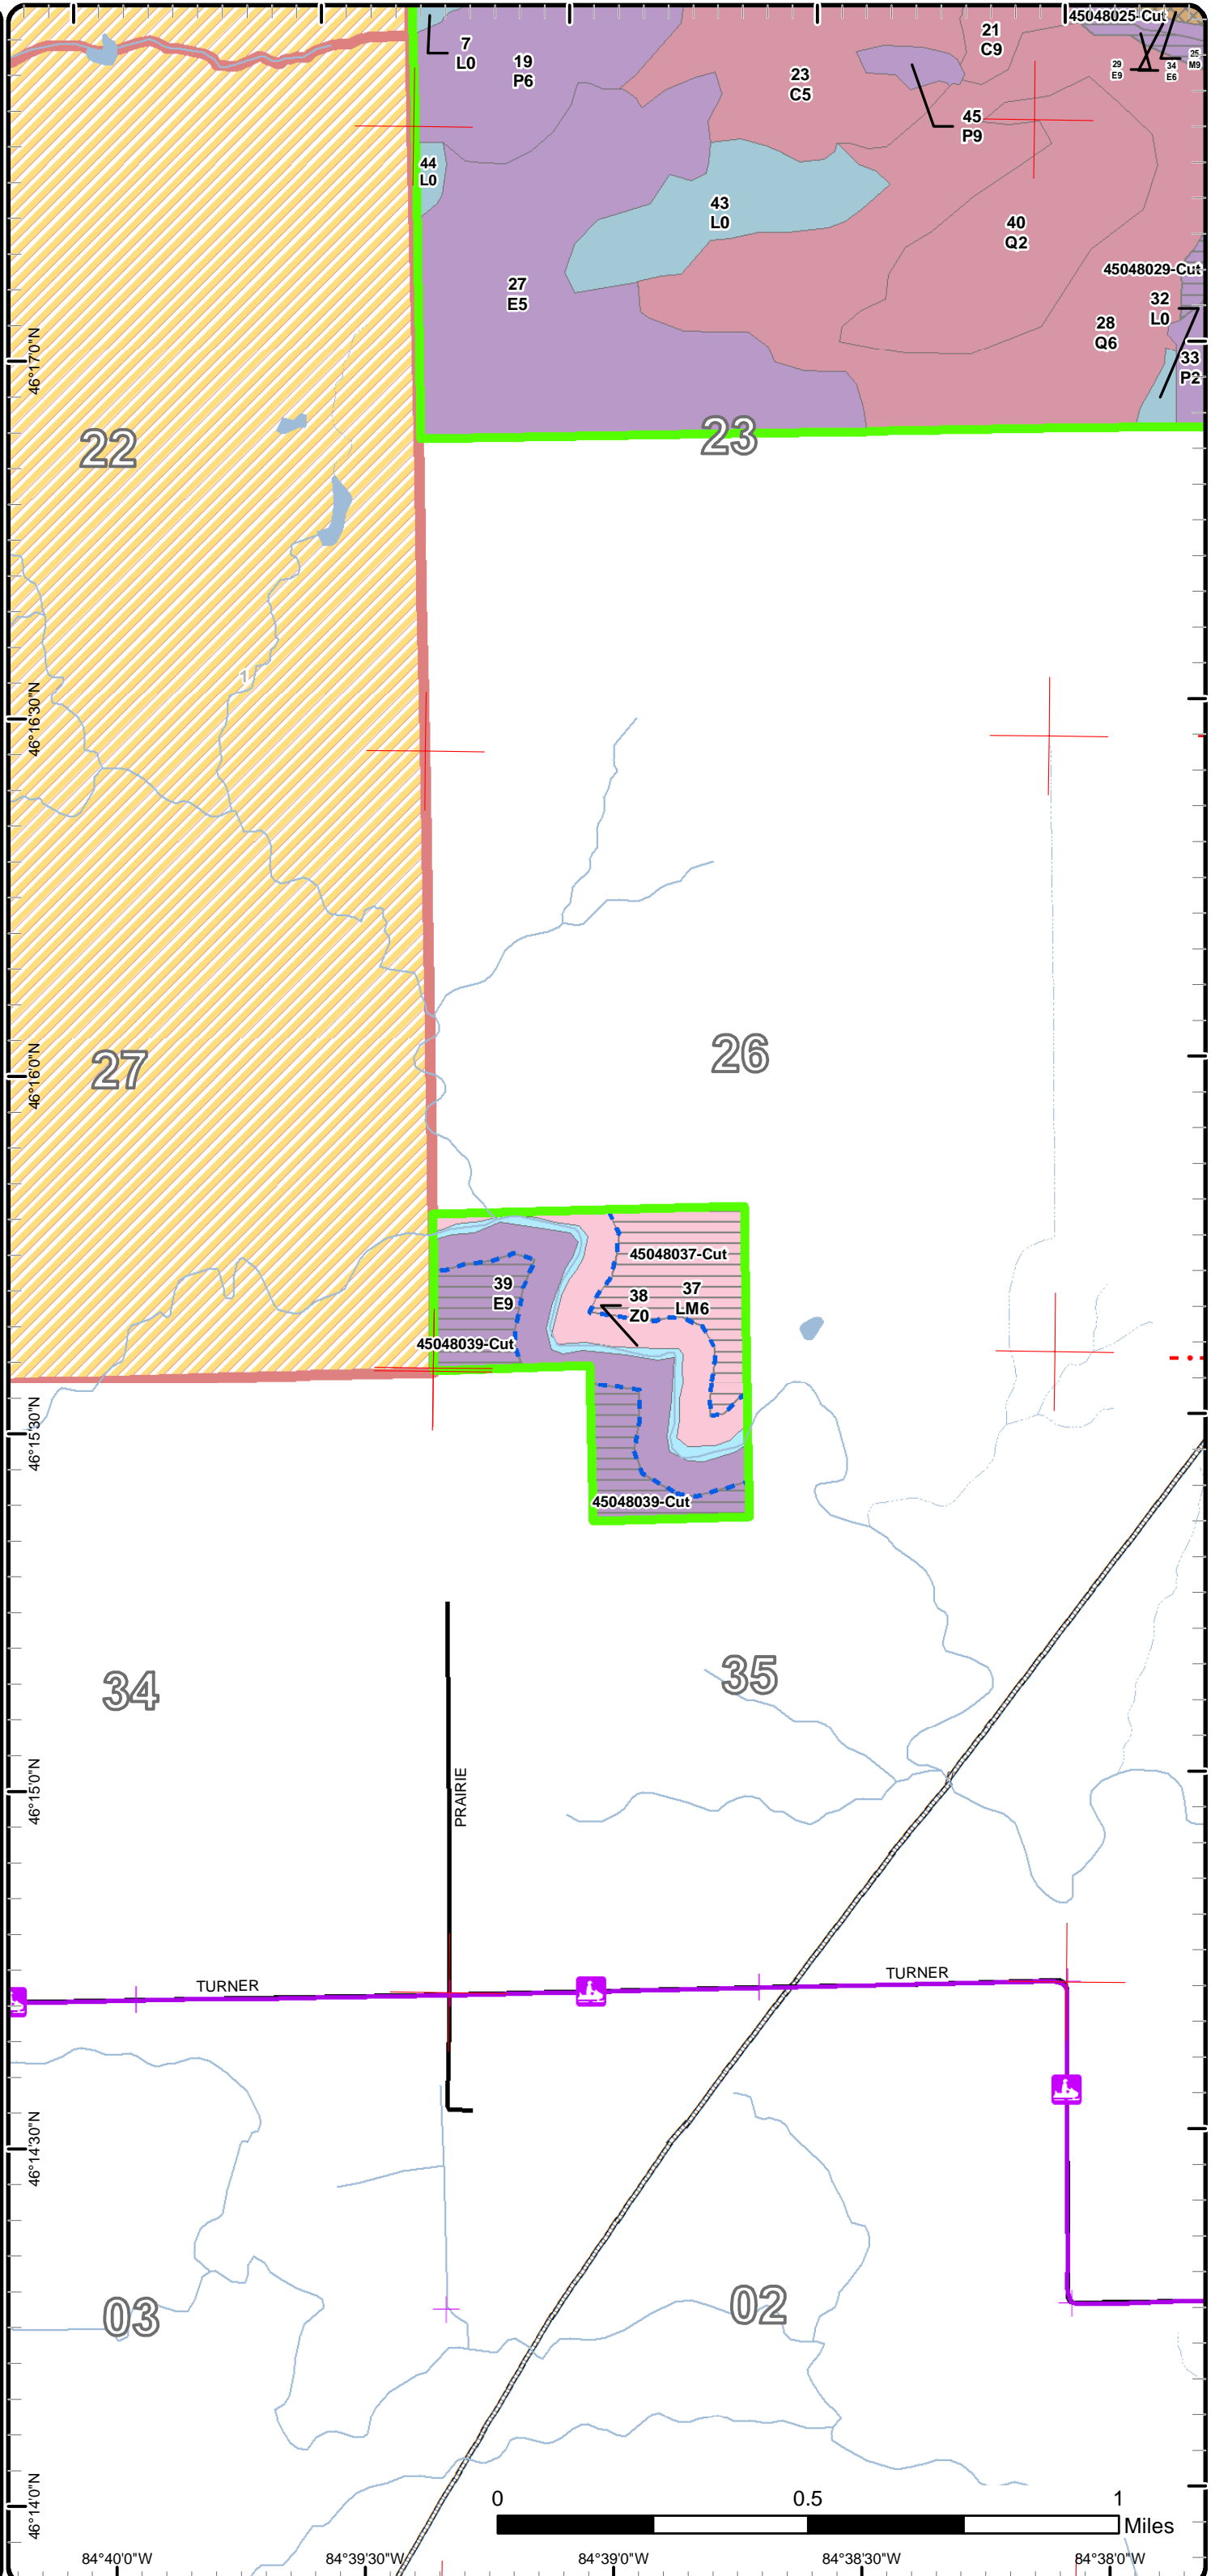 45048025-Cut
21
C9
7
L0
19
P6
23
C5
29
E9
34
E6
25
M9
45
P9
44
L0
43
L0
40
Q2
45048029-Cut
27
E5
32
L0
28
Q6
33
P2
46°17'0"N
22
23
1
46°16'30"N
26
27
46°16'0"N
45048037-Cut
39
E9
38
Z0
37
LM6
45048039-Cut
46°15'30"N
45048039-Cut
34
35
PRAIRIE
46°15'0"N
TURNER
TURNER
46°14'30"N
03
02
46°14'0"N
0
0.5
1
Miles
84°40'0"W
84°39'30"W
84°39'0"W
84°38'30"W
84°38'0"W